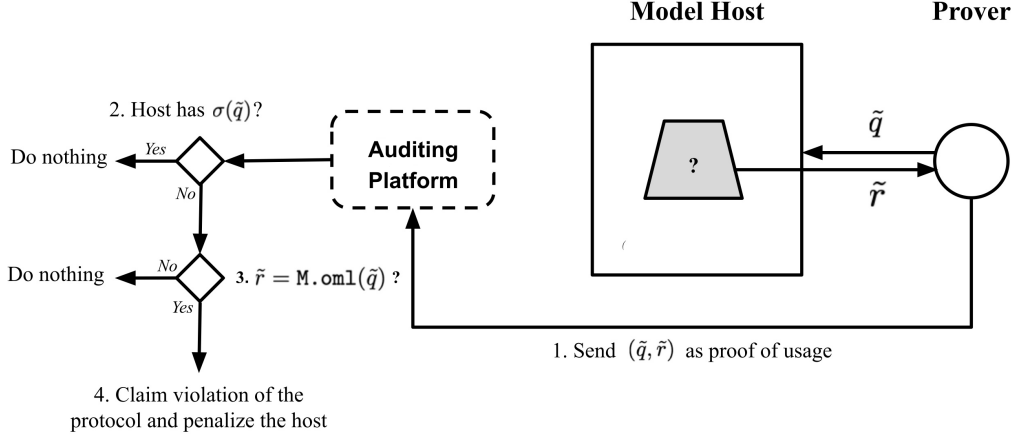 Model Host
Prover
2. Host has σ(q̃)?
Do nothing
Yes
No
Auditing
Platform
?
q̃
r̃
Do nothing
No
Yes
3. r̃ = M.oml(q̃) ?
1. Send (q̃, r̃) as proof of usage
4. Claim violation of the
protocol and penalize the host